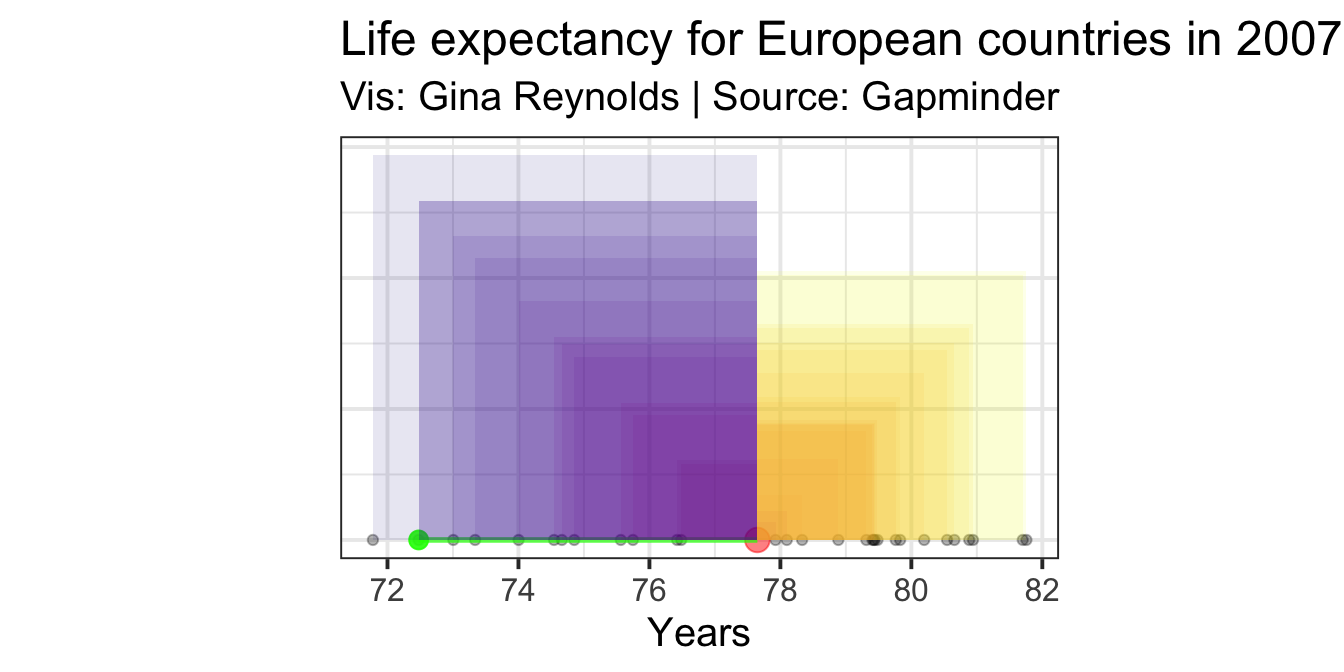 Life expectancy for European countries in 2007
Vis: Gina Reynolds | Source: Gapminder
72 74 76 78 80 82
Years